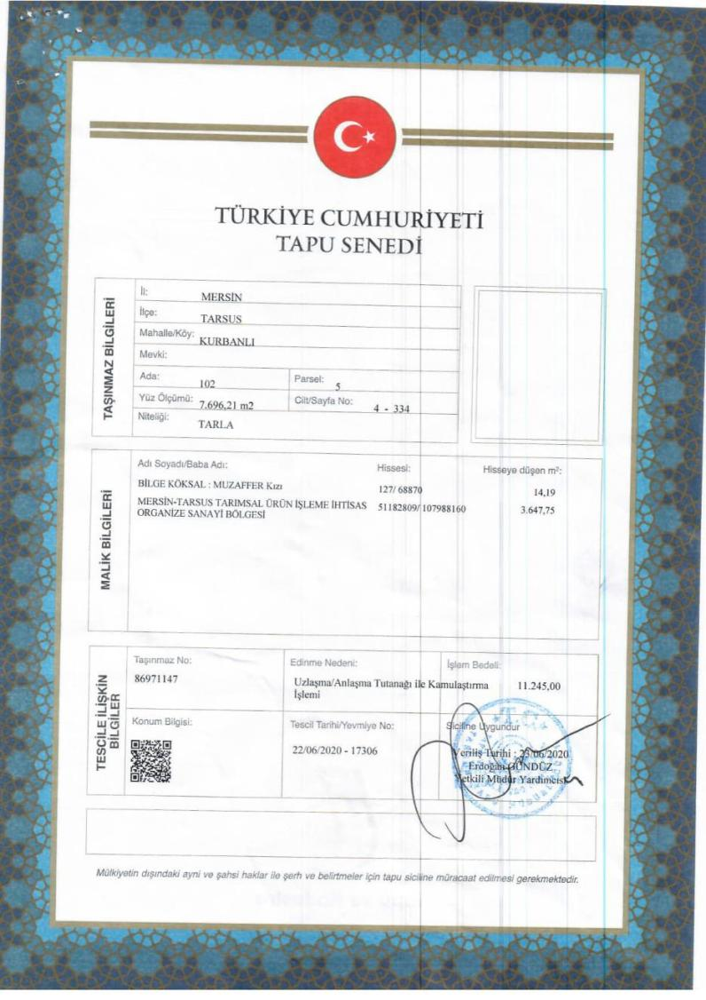 TÜRKİYE CUMHURİYETİ
TAPU SENEDİ
TAŞINMAZ BİLGİLERİ
İl: MERSİN
İlçe: TARSUS
Mahalle/Köy: KURBANLI
Mevki:
Ada: 102 Parsel: 5
Yüz Ölçümü: 7.696,21 m2 Cilt/Sayfa No: 4 - 334
Niteliği: TARLA
MALİK BİLGİLERİ
Adı Soyadı/Baba Adı: Hissesi: Hisseye düşen m²:
BİLGE KÖKSAL : MUZAFFER Kızı 127/ 68870 14,19
MERSİN-TARSUS TARIMSAL ÜRÜN İŞLEME İHTİSAS 51182809/ 107988160 3.647,75
ORGANİZE SANAYİ BÖLGESİ
TESCİLE İLİŞKİN
BİLGİLER
Taşınmaz No: Edinme Nedeni: İşlem Bedeli:
86971147 Uzlaşma/Anlaşma Tutanağı ile Kamulaştırma 11.245,00
İşlemi
Konum Bilgisi: Tescil Tarihi/Yevmiye No: Siciline Uygundur
22/06/2020 - 17306 Veriliş Tarihi : 23/06/2020
Erdoğan GÜNDÜZ
Yetkili Müdür Yardımcısı
T.C.
Mülkiyetin dışındaki ayni ve şahsi haklar ile şerh ve belirtmeler için tapu siciline müracaat edilmesi gerekmektedir.